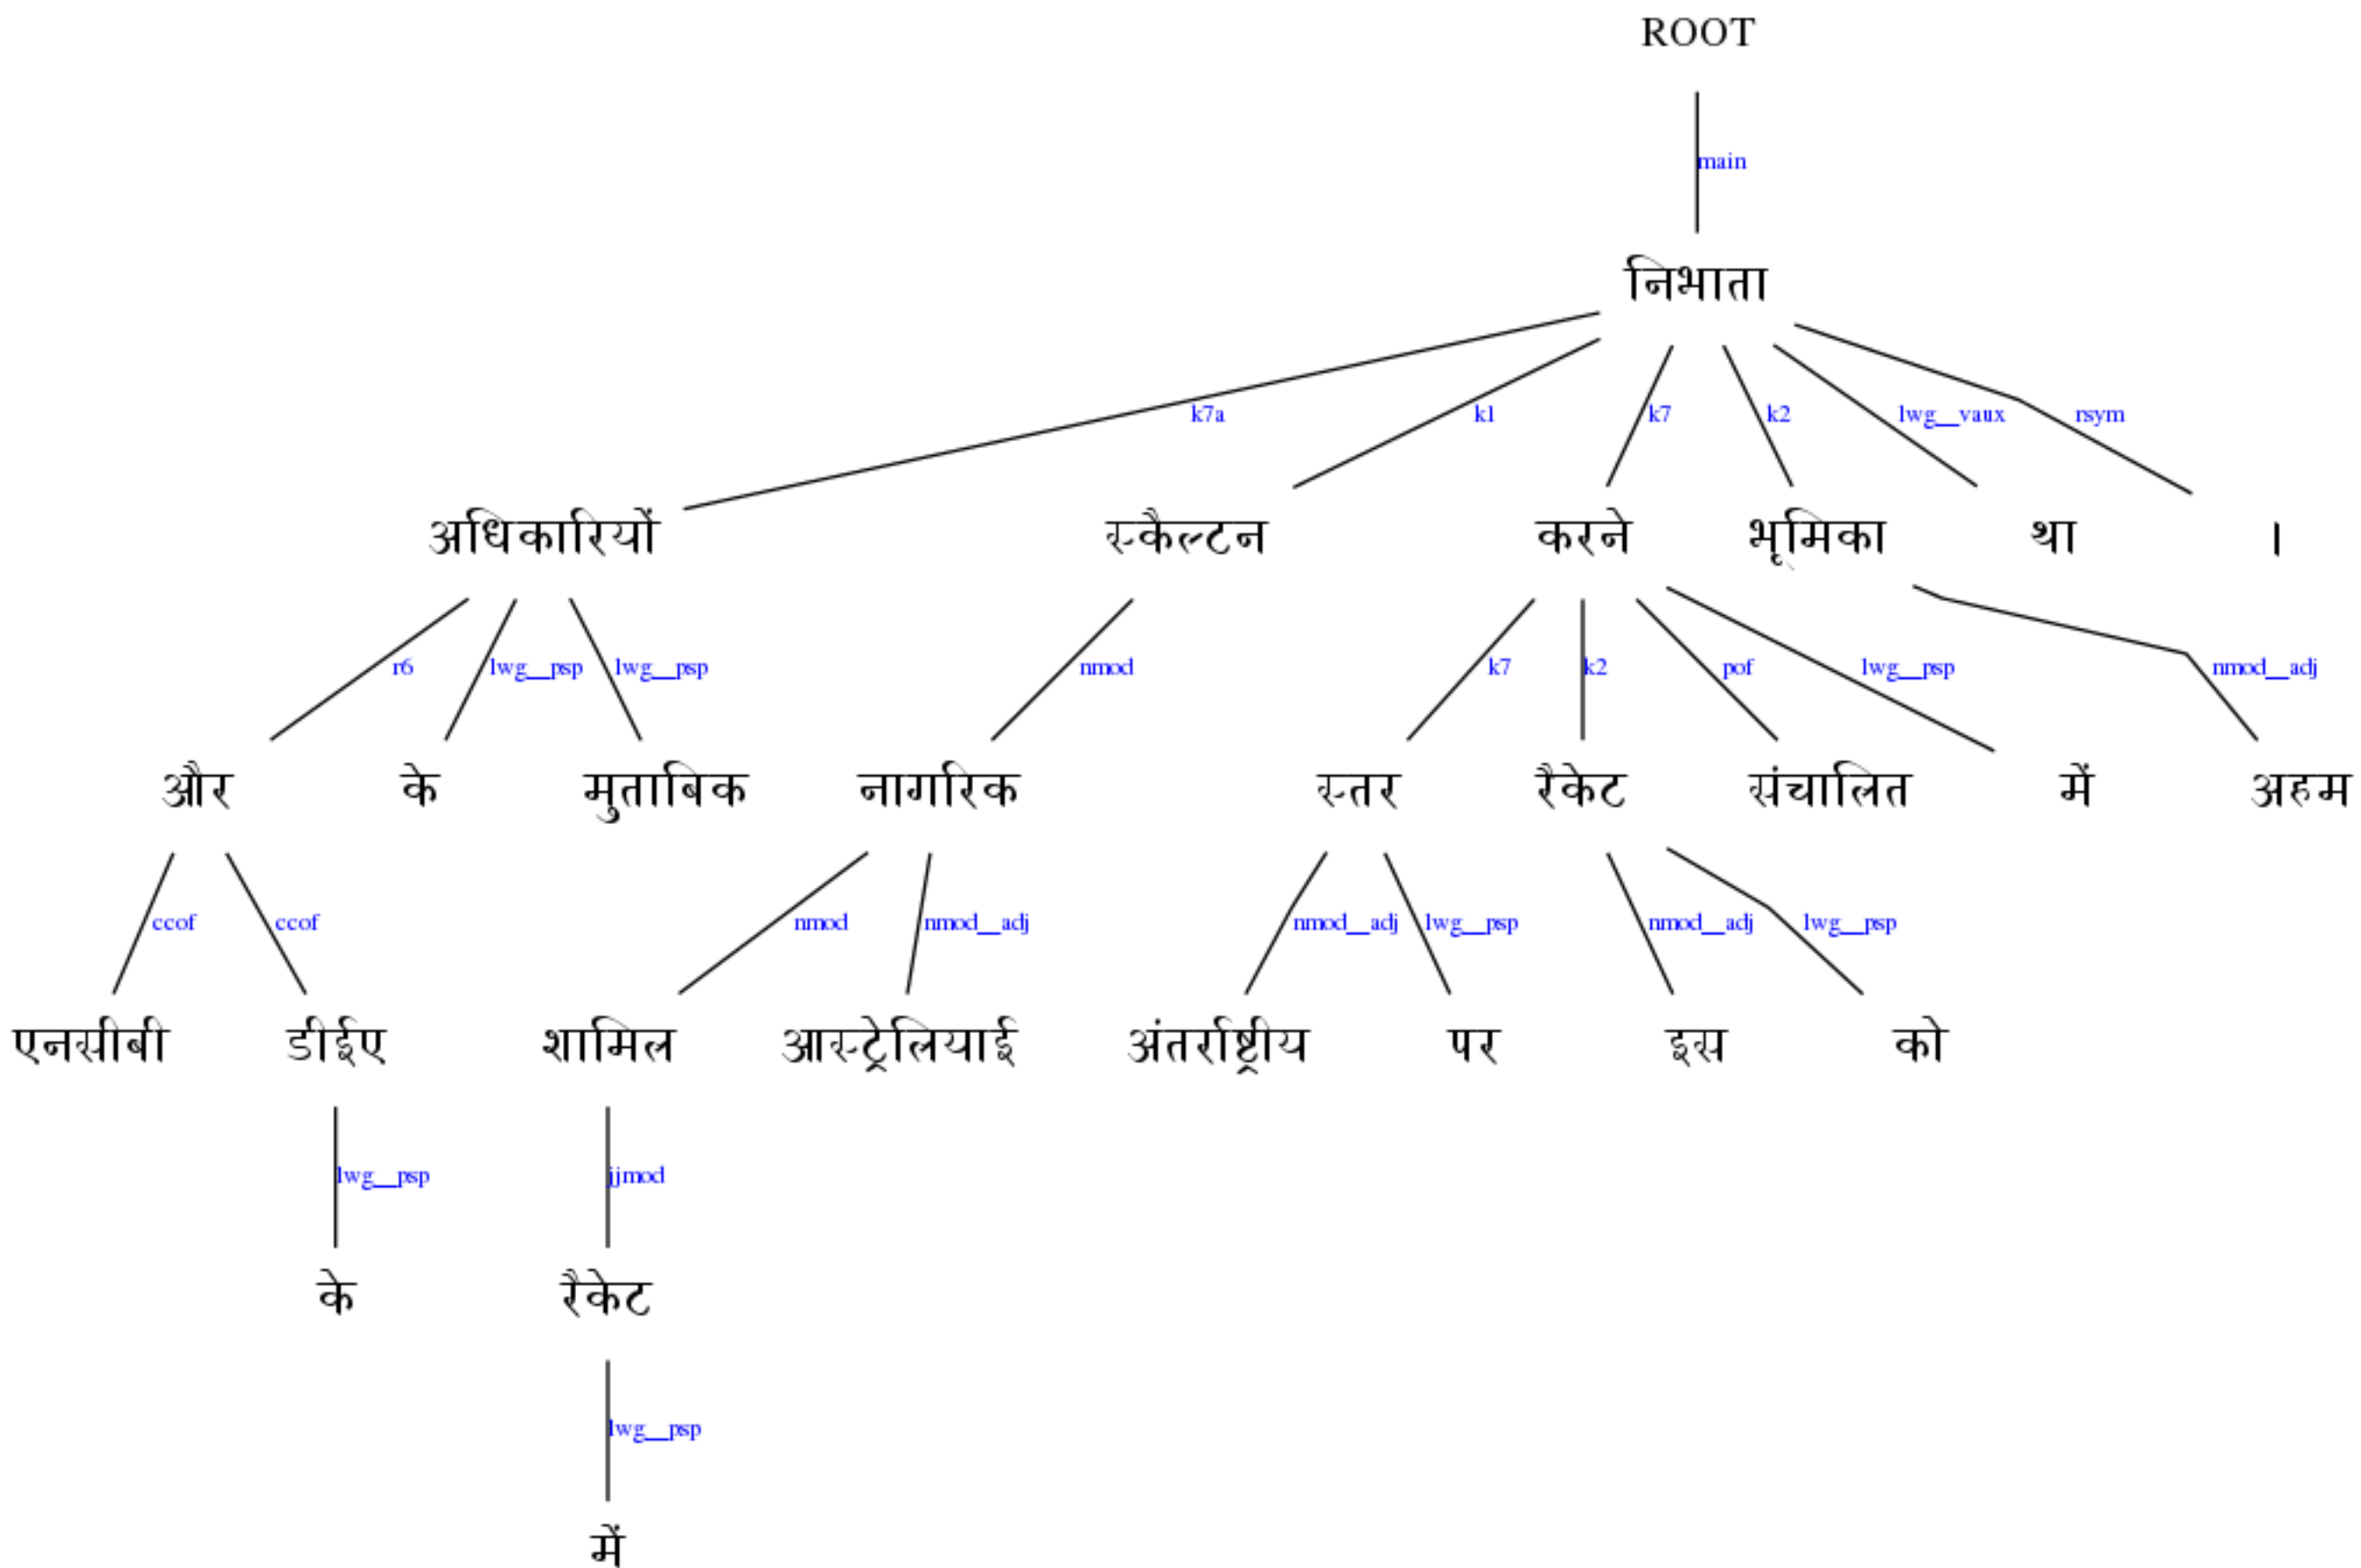 ROOT
main
निभाता
k7a k1 k7 k2 lwg__vaux rsym
अधिकारियों स्कैल्टन करने भूमिका था ।
r6 lwg__psp lwg__psp nmod k7 k2 pof lwg__psp nmod__adj
और के मुताबिक नागरिक स्तर रैकेट संचालित में अहम
ccof ccof nmod nmod__adj nmod__adj lwg__psp nmod__adj lwg__psp
एनसीबी डीईए शामिल आस्ट्रेलियाई अंतर्राष्ट्रीय पर इस को
lwg__psp jjmod
के रैकेट
lwg__psp
में